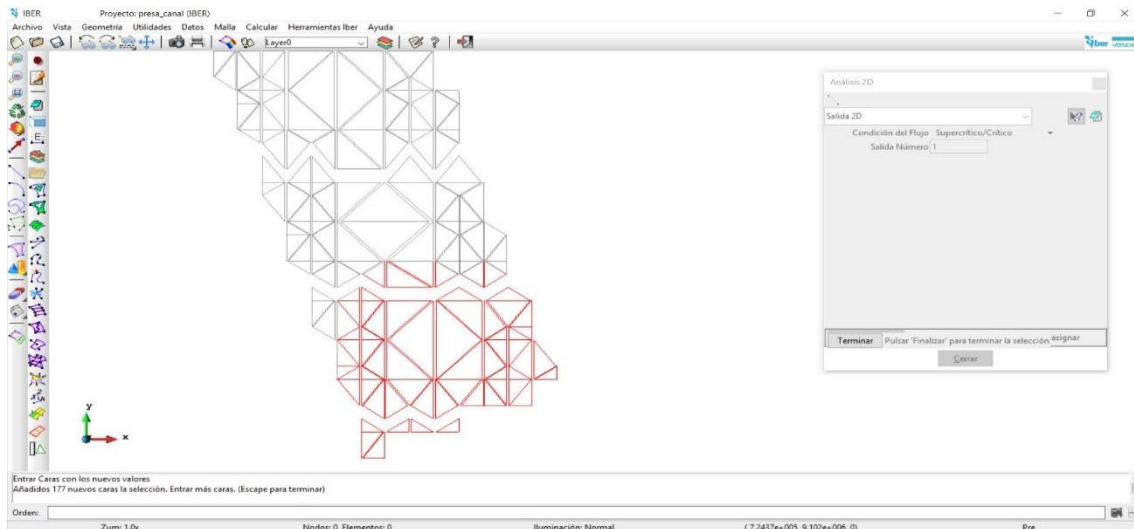 IBER Proyecto: presa_canal (IBER)
Archivo Vista Geometría Utilidades Datos Malla Calcular Herramientas Iber Ayuda
Layer0
Iber VERSION
Análisis 2D
Salida 2D
Condición del Flujo Supercrítico/Crítico
Salida Número 1
E
Terminar Pulsar 'Finalizar' para terminar la selección asignar
Cerrar
y
x
Entrar Caras con los nuevos valores
Añadidos 177 nuevos caras la selección. Entrar más caras. (Escape para terminar)
Orden:
Zum: 1.0x Nodos: 0, Elementos: 0 Iluminación: Normal ( 7.2437e+005, 9.102e+006, 0) Pre